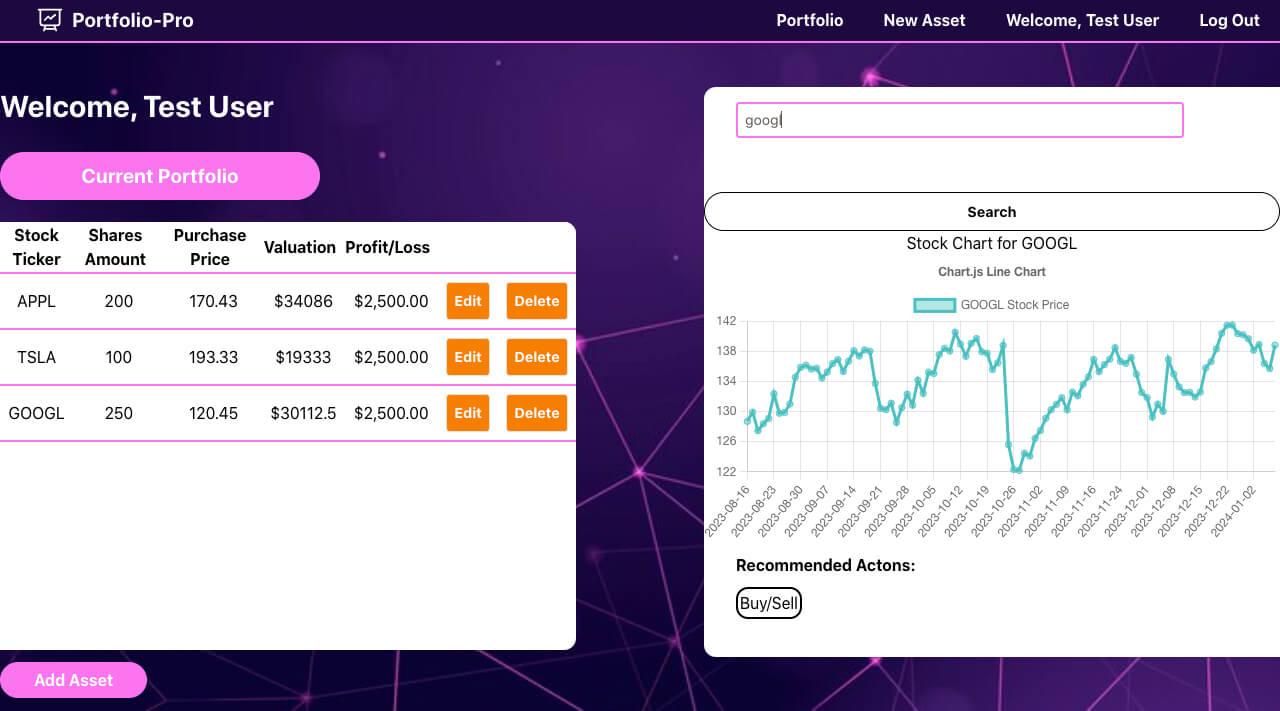 Portfolio-Pro
Portfolio New Asset Welcome, Test User Log Out
Welcome, Test User
Current Portfolio
Stock Ticker Shares Amount Purchase Price Valuation Profit/Loss
APPL 200 170.43 $34086 $2,500.00 Edit Delete
TSLA 100 193.33 $19333 $2,500.00 Edit Delete
GOOGL 250 120.45 $30112.5 $2,500.00 Edit Delete
Add Asset
googl
Search
Stock Chart for GOOGL
Chart.js Line Chart
GOOGL Stock Price
142
138
134
130
126
122
2023-08-16
2023-08-23
2023-08-30
2023-09-07
2023-09-14
2023-09-21
2023-09-28
2023-10-05
2023-10-12
2023-10-19
2023-10-26
2023-11-02
2023-11-09
2023-11-16
2023-11-24
2023-12-01
2023-12-08
2023-12-15
2023-12-22
2024-01-02
Recommended Actons:
Buy/Sell